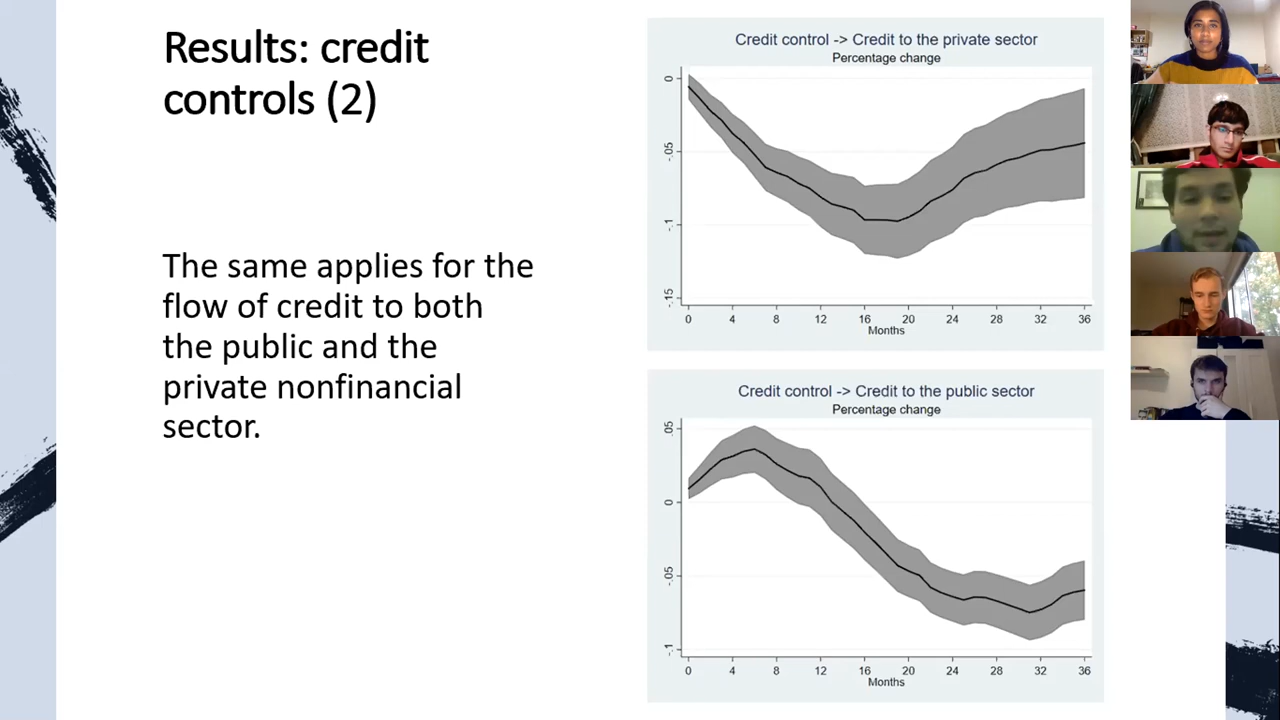 Results: credit
controls (2)
The same applies for the
flow of credit to both
the public and the
private nonfinancial
sector.
Credit control -> Credit to the private sector
Percentage change
0
-.05
-.1
-.15
0 4 8 12 16 20 24 28 32 36
Months
Credit control -> Credit to the public sector
Percentage change
.05
0
-.05
-.1
0 4 8 12 16 20 24 28 32 36
Months